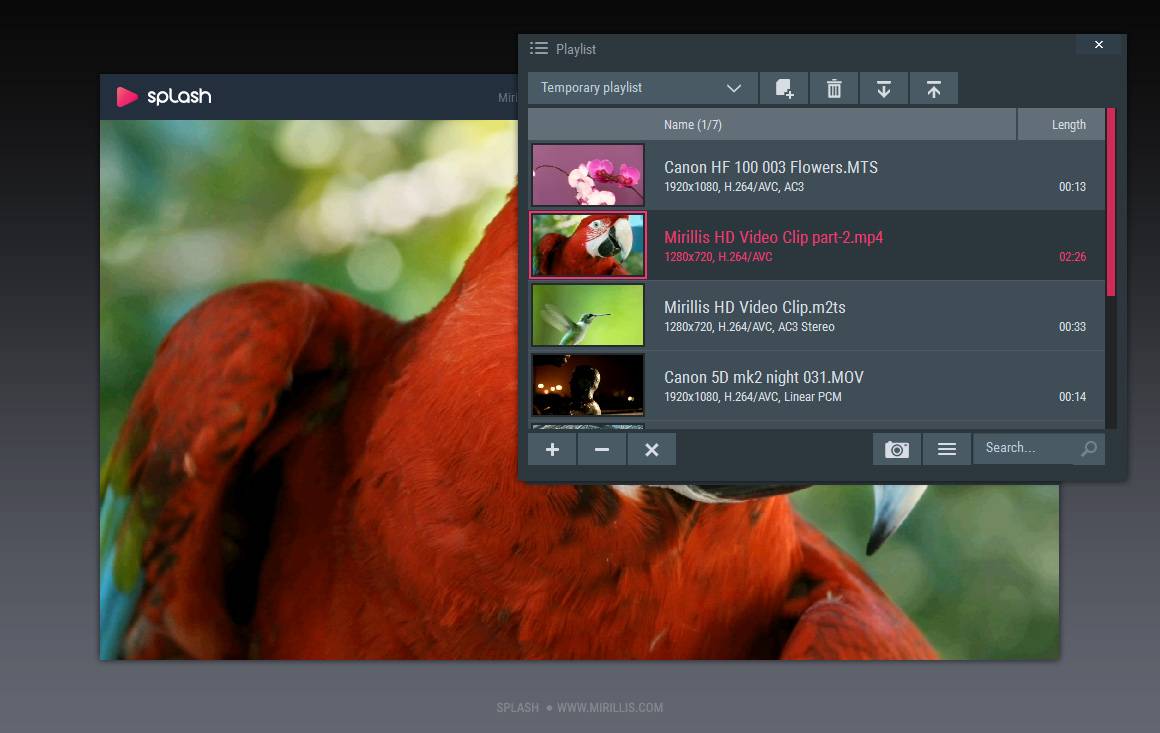 Playlist
splash
Miri
Temporary playlist
Name (1/7)
Length
Canon HF 100 003 Flowers.MTS
1920x1080, H.264/AVC, AC3
00:13
Mirillis HD Video Clip part-2.mp4
1280x720, H.264/AVC
02:26
Mirillis HD Video Clip.m2ts
1280x720, H.264/AVC, AC3 Stereo
00:33
Canon 5D mk2 night 031.MOV
1920x1080, H.264/AVC, Linear PCM
00:14
Search...
SPLASH ● WWW.MIRILLIS.COM